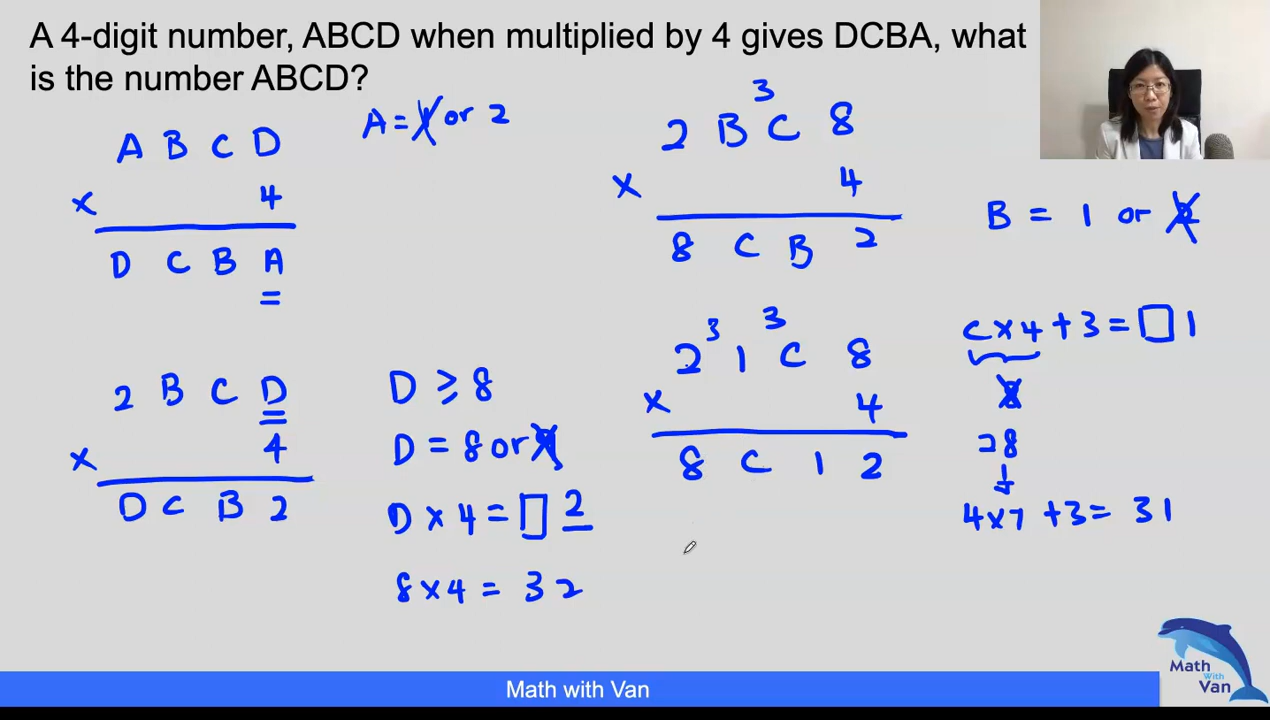 A 4-digit number, ABCD when multiplied by 4 gives DCBA, what
is the number ABCD?
A B C D
× 4
D C B A
=
A = 1 or 2
2 B C D
× 4
D C B 2
D ≥ 8
D = 8 or 9
D × 4 = □ 2
8 × 4 = 3 2
3
2 B C 8
× 4
8 C B 2
B = 1 or 2
3 3
2 1 C 8
× 4
8 C 1 2
C × 4 + 3 = □ 1
8
28
4 × 7 + 3 = 3 1
Math with Van
Math
With
Van